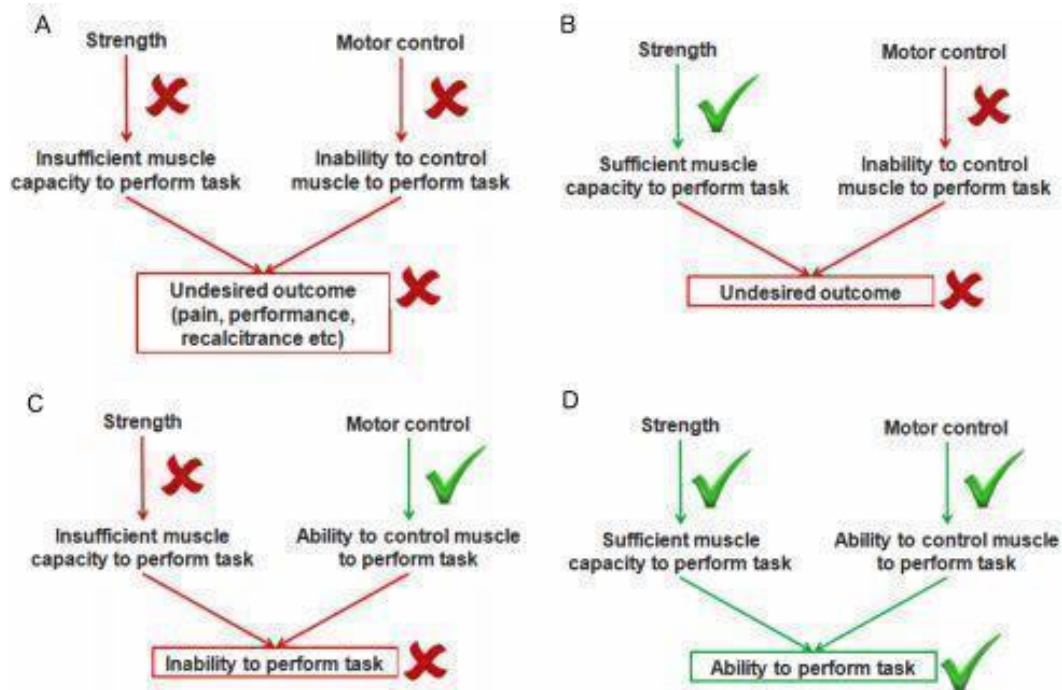 A
Strength
Motor control
Insufficient muscle
capacity to perform task
Inability to control
muscle to perform task
Undesired outcome
(pain, performance,
recalcitrance etc)
B
Strength
Motor control
Sufficient muscle
capacity to perform task
Inability to control
muscle to perform task
Undesired outcome
C
Strength
Motor control
Insufficient muscle
capacity to perform task
Ability to control muscle
to perform task
Inability to perform task
D
Strength
Motor control
Sufficient muscle
capacity to perform task
Ability to control muscle
to perform task
Ability to perform task